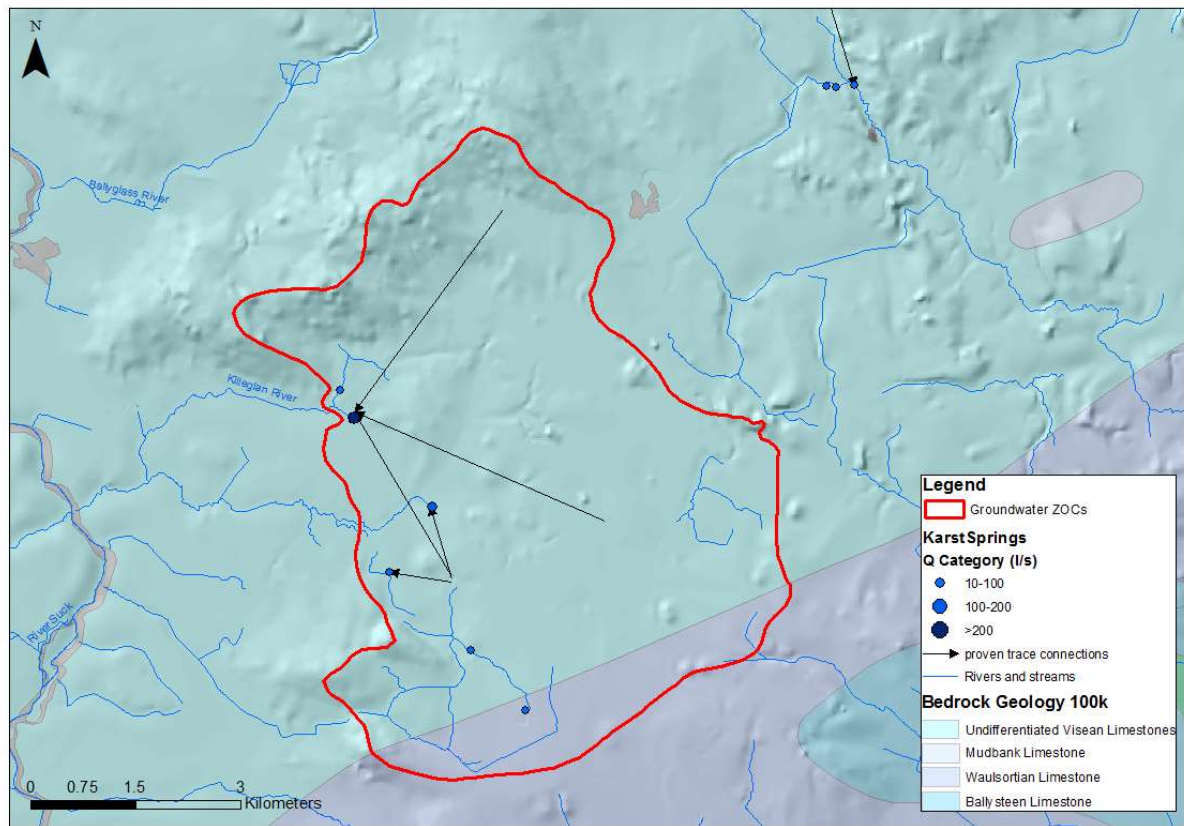 N
Ballyglass River
Killeglan River
River Suck
0 0.75 1.5 3
Kilometers
Legend
Groundwater ZOCs
Karst Springs
Q Category (l/s)
10-100
100-200
>200
proven trace connections
Rivers and streams
Bedrock Geology 100k
Undifferentiated Visean Limestones
Mudbank Limestone
Waulsortian Limestone
Ballysteen Limestone